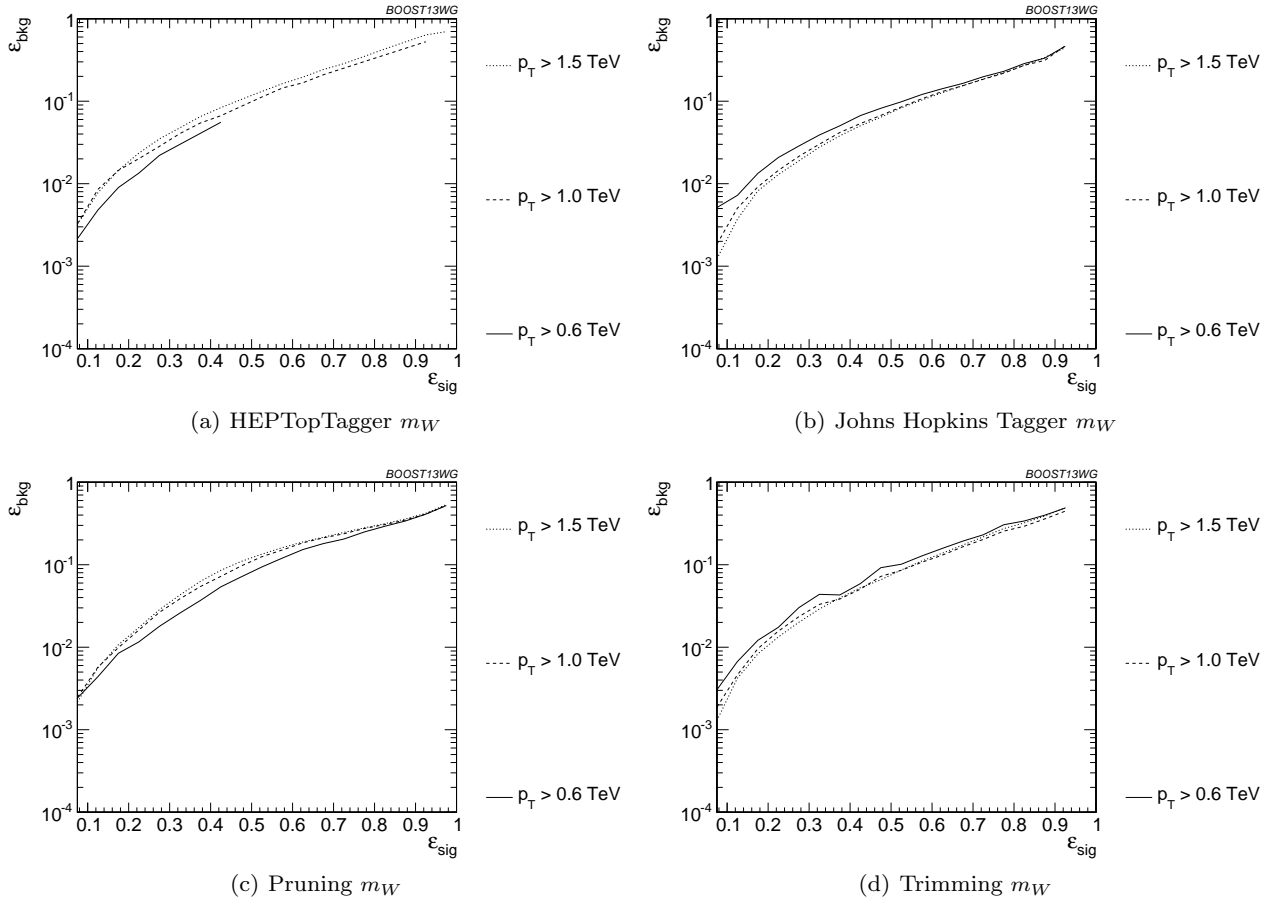 BOOST13WG
BOOST13WG
ε_bkg
1
10^-1
10^-2
10^-3
10^-4
0.1 0.2 0.3 0.4 0.5 0.6 0.7 0.8 0.9 1
ε_sig
p_T > 1.5 TeV
p_T > 1.0 TeV
p_T > 0.6 TeV
ε_bkg
1
10^-1
10^-2
10^-3
10^-4
0.1 0.2 0.3 0.4 0.5 0.6 0.7 0.8 0.9 1
ε_sig
p_T > 1.5 TeV
p_T > 1.0 TeV
p_T > 0.6 TeV
(a) HEPTopTagger m_W
(b) Johns Hopkins Tagger m_W
BOOST13WG
BOOST13WG
ε_bkg
1
10^-1
10^-2
10^-3
10^-4
0.1 0.2 0.3 0.4 0.5 0.6 0.7 0.8 0.9 1
ε_sig
p_T > 1.5 TeV
p_T > 1.0 TeV
p_T > 0.6 TeV
ε_bkg
1
10^-1
10^-2
10^-3
10^-4
0.1 0.2 0.3 0.4 0.5 0.6 0.7 0.8 0.9 1
ε_sig
p_T > 1.5 TeV
p_T > 1.0 TeV
p_T > 0.6 TeV
(c) Pruning m_W
(d) Trimming m_W